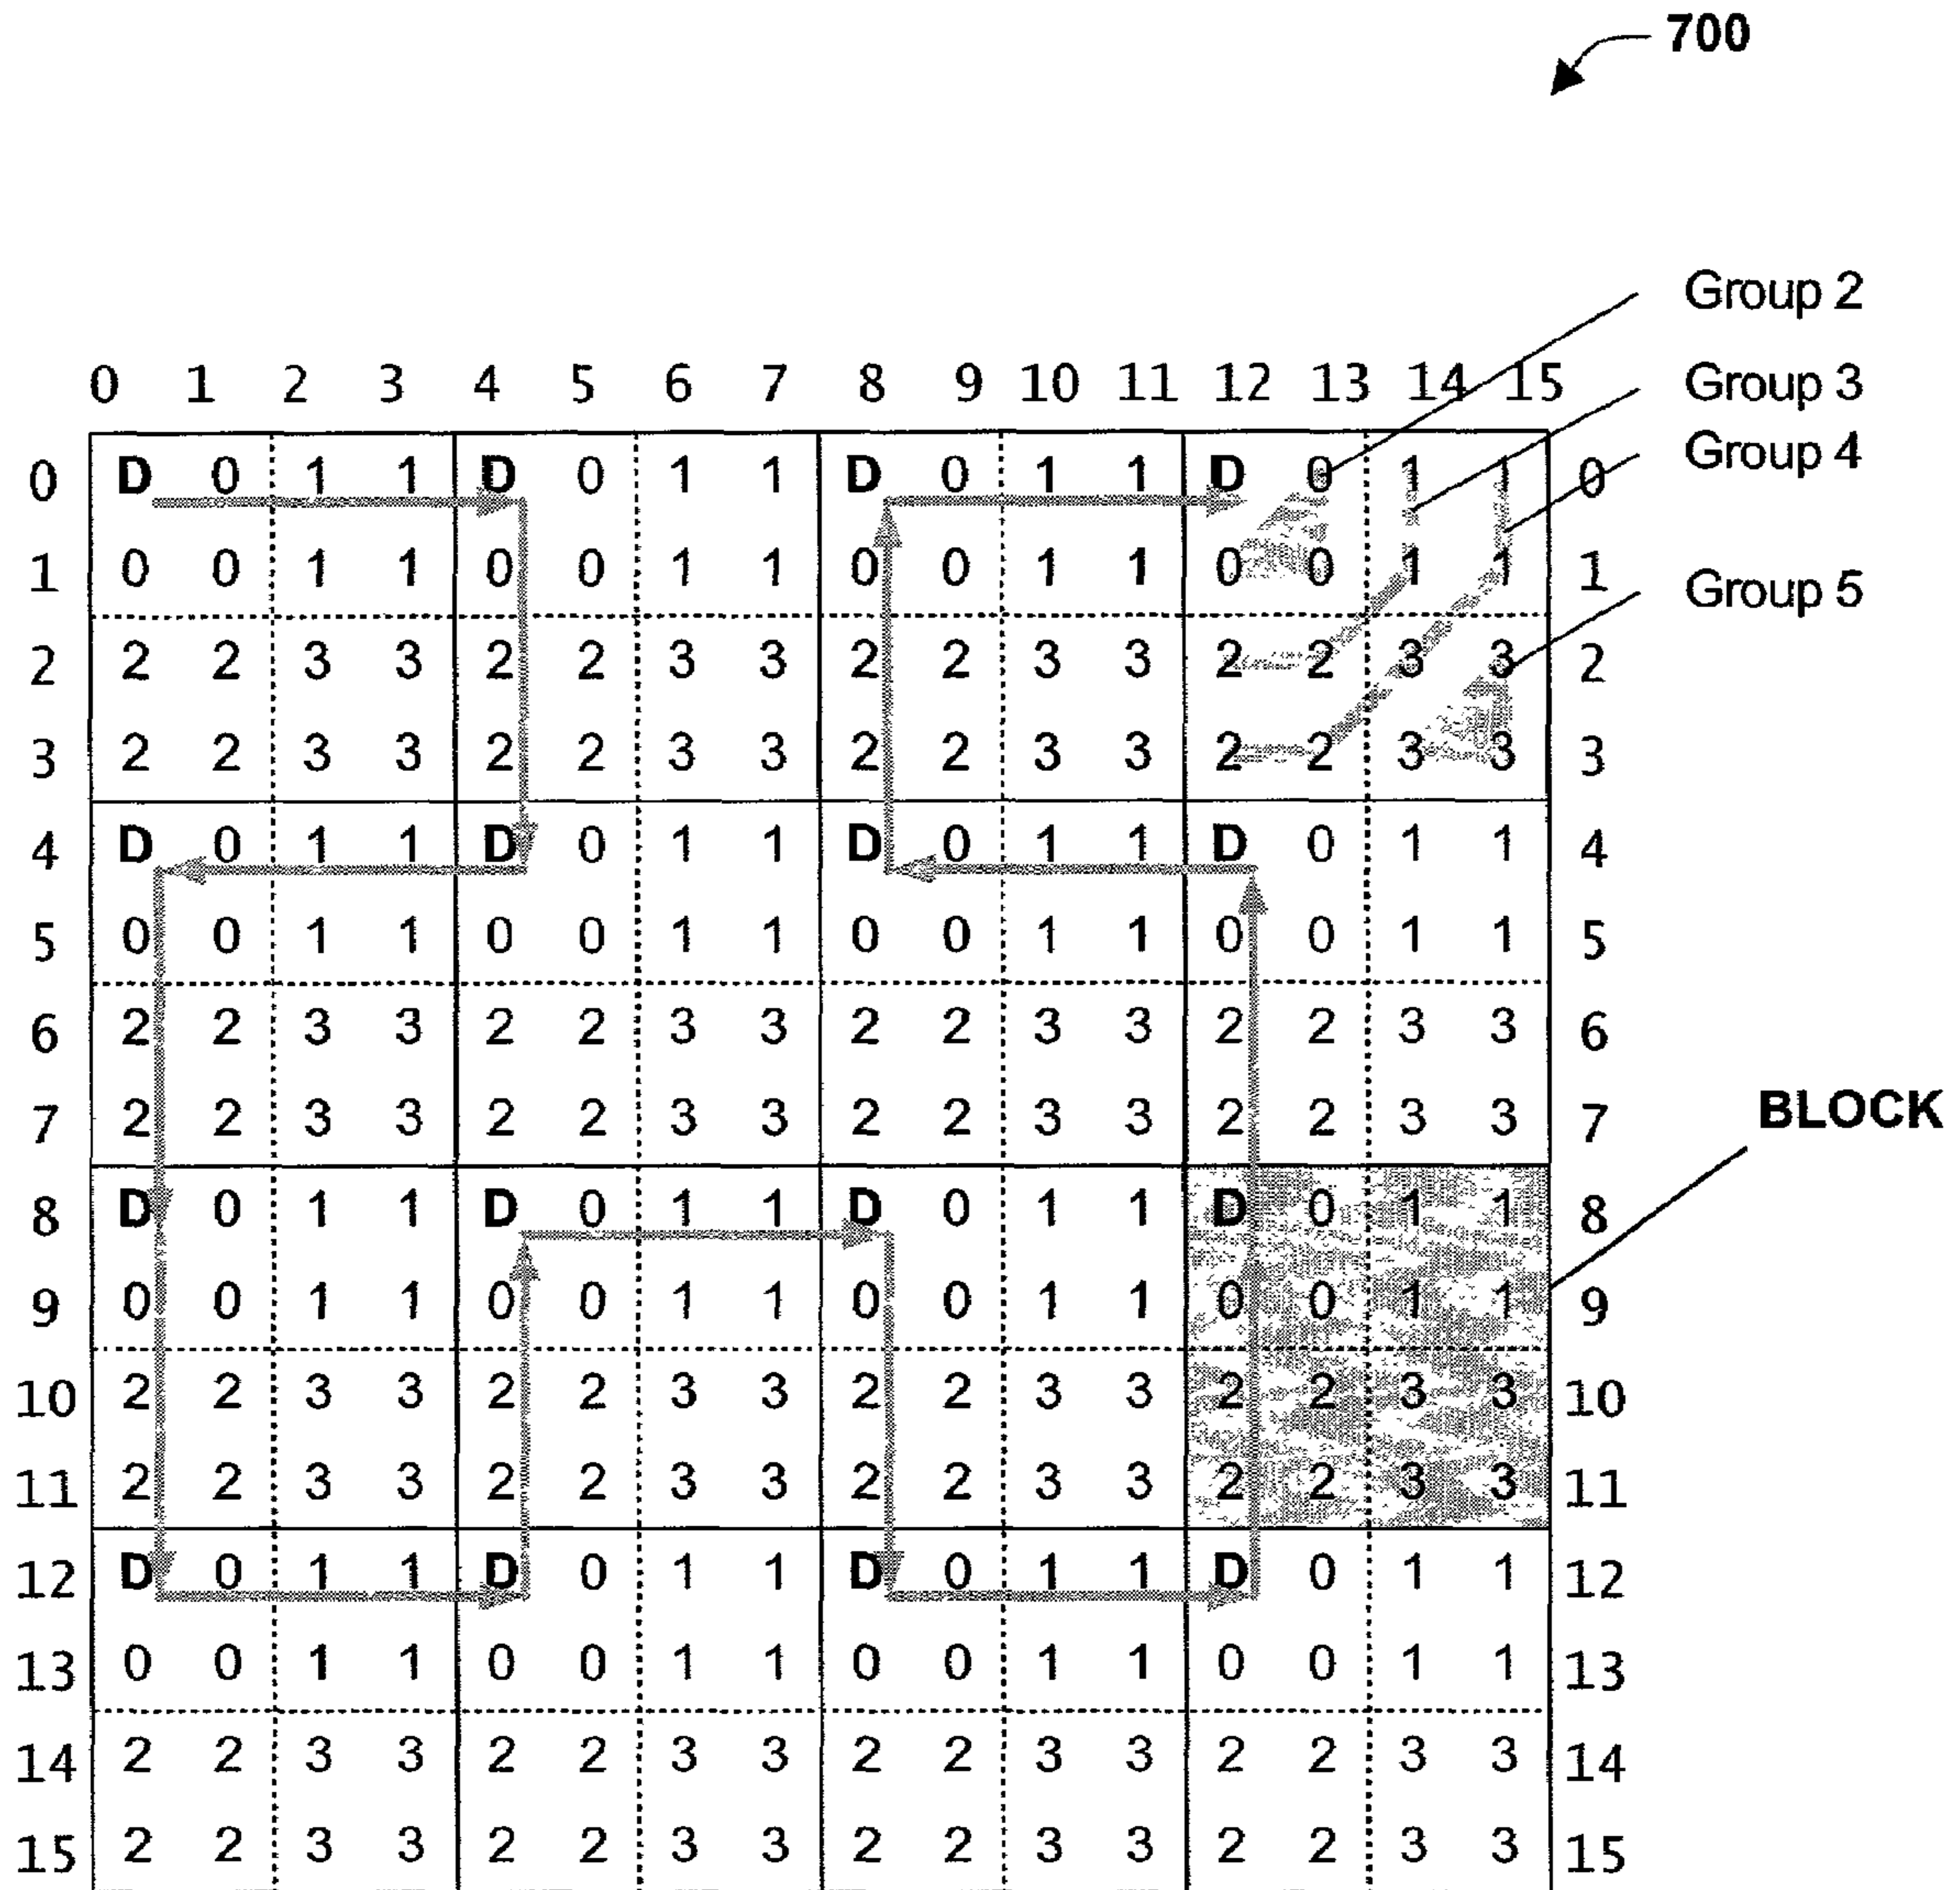 700
Group 2
0 1 2 3 4 5 6 7 8 9 10 11 12 13 14 15
Group 3
Group 4
0 D 0 1 1 D 0 1 1 D 0 1 1 D 0 1 1 0
1 0 0 1 1 0 0 1 1 0 0 1 1 0 0 1 1 1
Group 5
2 2 2 3 3 2 2 3 3 2 2 3 3 2 2 3 3 2
3 2 2 3 3 2 2 3 3 2 2 3 3 2 2 3 3 3
4 D 0 1 1 D 0 1 1 D 0 1 1 D 0 1 1 4
5 0 0 1 1 0 0 1 1 0 0 1 1 0 0 1 1 5
6 2 2 3 3 2 2 3 3 2 2 3 3 2 2 3 3 6
7 2 2 3 3 2 2 3 3 2 2 3 3 2 2 3 3 7
BLOCK
8 D 0 1 1 D 0 1 1 D 0 1 1 D 0 1 1 8
9 0 0 1 1 0 0 1 1 0 0 1 1 0 0 1 1 9
10 2 2 3 3 2 2 3 3 2 2 3 3 2 2 3 3 10
11 2 2 3 3 2 2 3 3 2 2 3 3 2 2 3 3 11
12 D 0 1 1 D 0 1 1 D 0 1 1 D 0 1 1 12
13 0 0 1 1 0 0 1 1 0 0 1 1 0 0 1 1 13
14 2 2 3 3 2 2 3 3 2 2 3 3 2 2 3 3 14
15 2 2 3 3 2 2 3 3 2 2 3 3 2 2 3 3 15